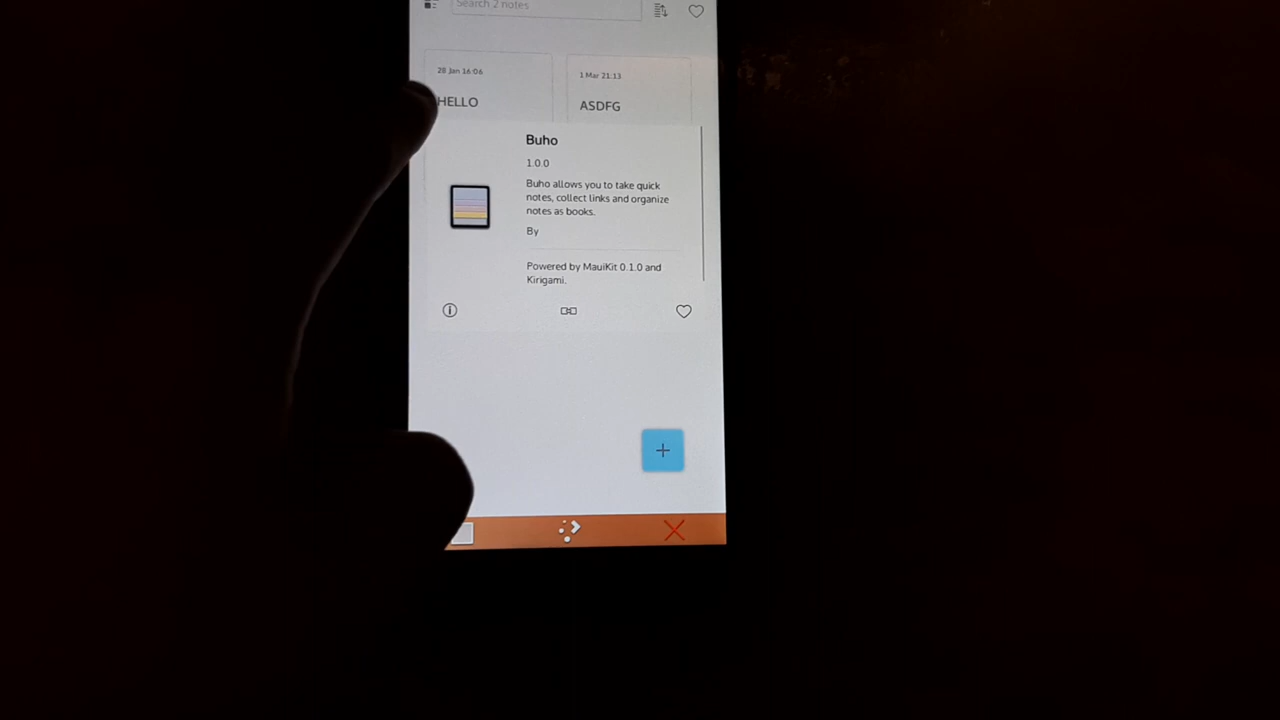 Search 2 notes
28 Jan 16:06
1 Mar 21:13
HELLO
ASDFG
Buho
1.0.0
Buho allows you to take quick
notes, collect links and organize
notes as books.
By
Powered by MauiKit 0.1.0 and
Kirigami.